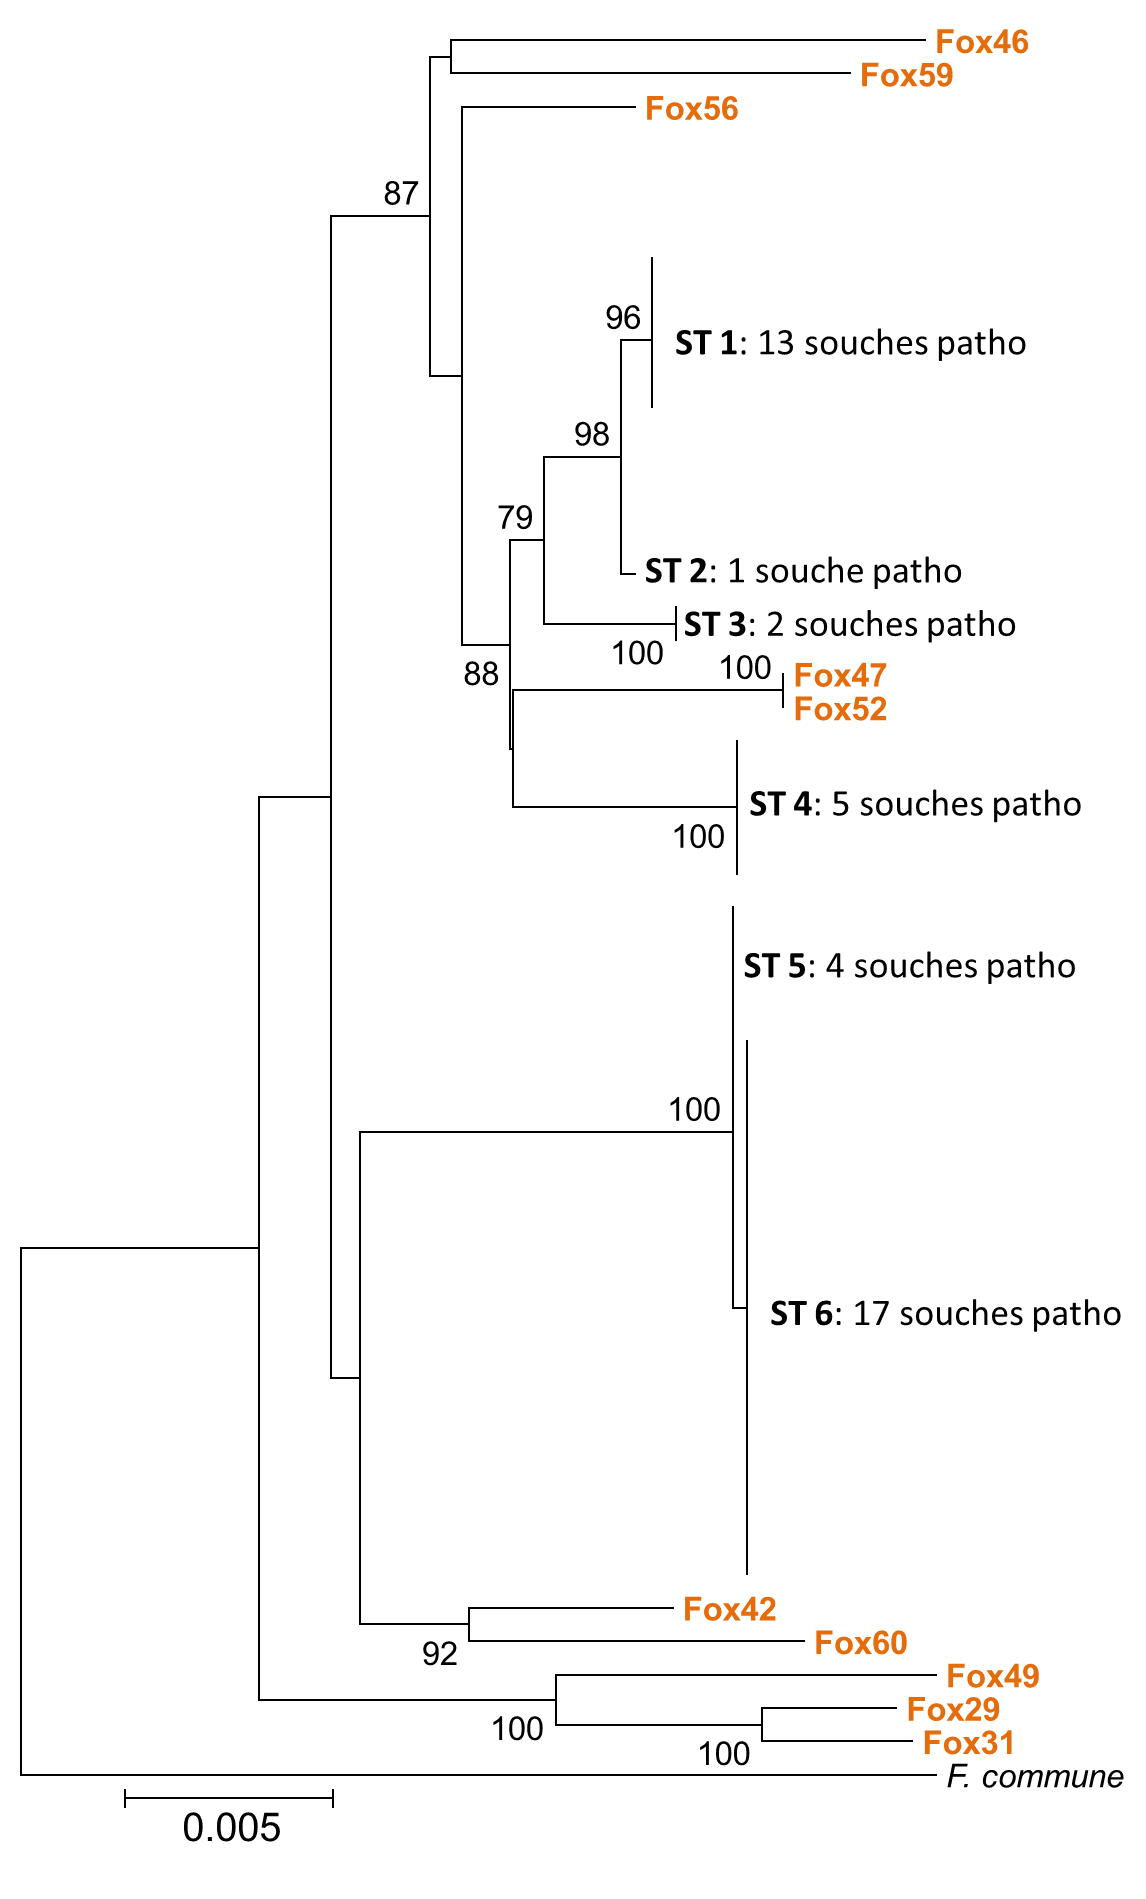 Fox46
Fox59
Fox56
87
96
ST 1: 13 souches patho
98
79
ST 2: 1 souche patho
ST 3: 2 souches patho
100
100
Fox47
88
Fox52
ST 4: 5 souches patho
100
ST 5: 4 souches patho
100
ST 6: 17 souches patho
Fox42
Fox60
92
Fox49
Fox29
100
Fox31
100
F. commune
0.005